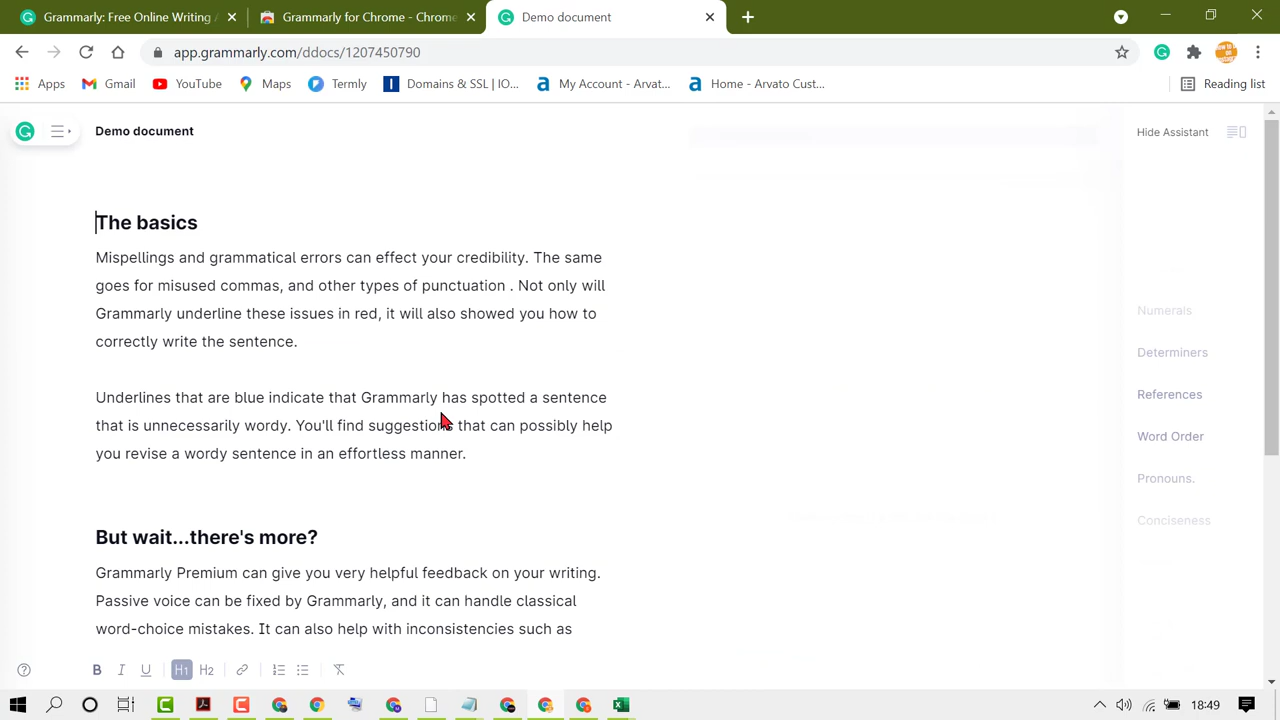 Grammarly: Free Online Writing A
Grammarly for Chrome - Chrome
Demo document
app.grammarly.com/ddocs/1207450790
Apps
Gmail
YouTube
Maps
Termly
Domains & SSL | IO...
My Account - Arvato...
Home - Arvato Cust...
Reading list
Demo document
Hide Assistant
The basics
Mispellings and grammatical errors can effect your credibility. The same
goes for misused commas, and other types of punctuation . Not only will
Grammarly underline these issues in red, it will also showed you how to
correctly write the sentence.
Underlines that are blue indicate that Grammarly has spotted a sentence
that is unnecessarily wordy. You'll find suggestions that can possibly help
you revise a wordy sentence in an effortless manner.
But wait...there's more?
Grammarly Premium can give you very helpful feedback on your writing.
Passive voice can be fixed by Grammarly, and it can handle classical
word-choice mistakes. It can also help with inconsistencies such as
Numerals
Determiners
References
Word Order
Pronouns.
Conciseness
B I U H1 H2
18:49